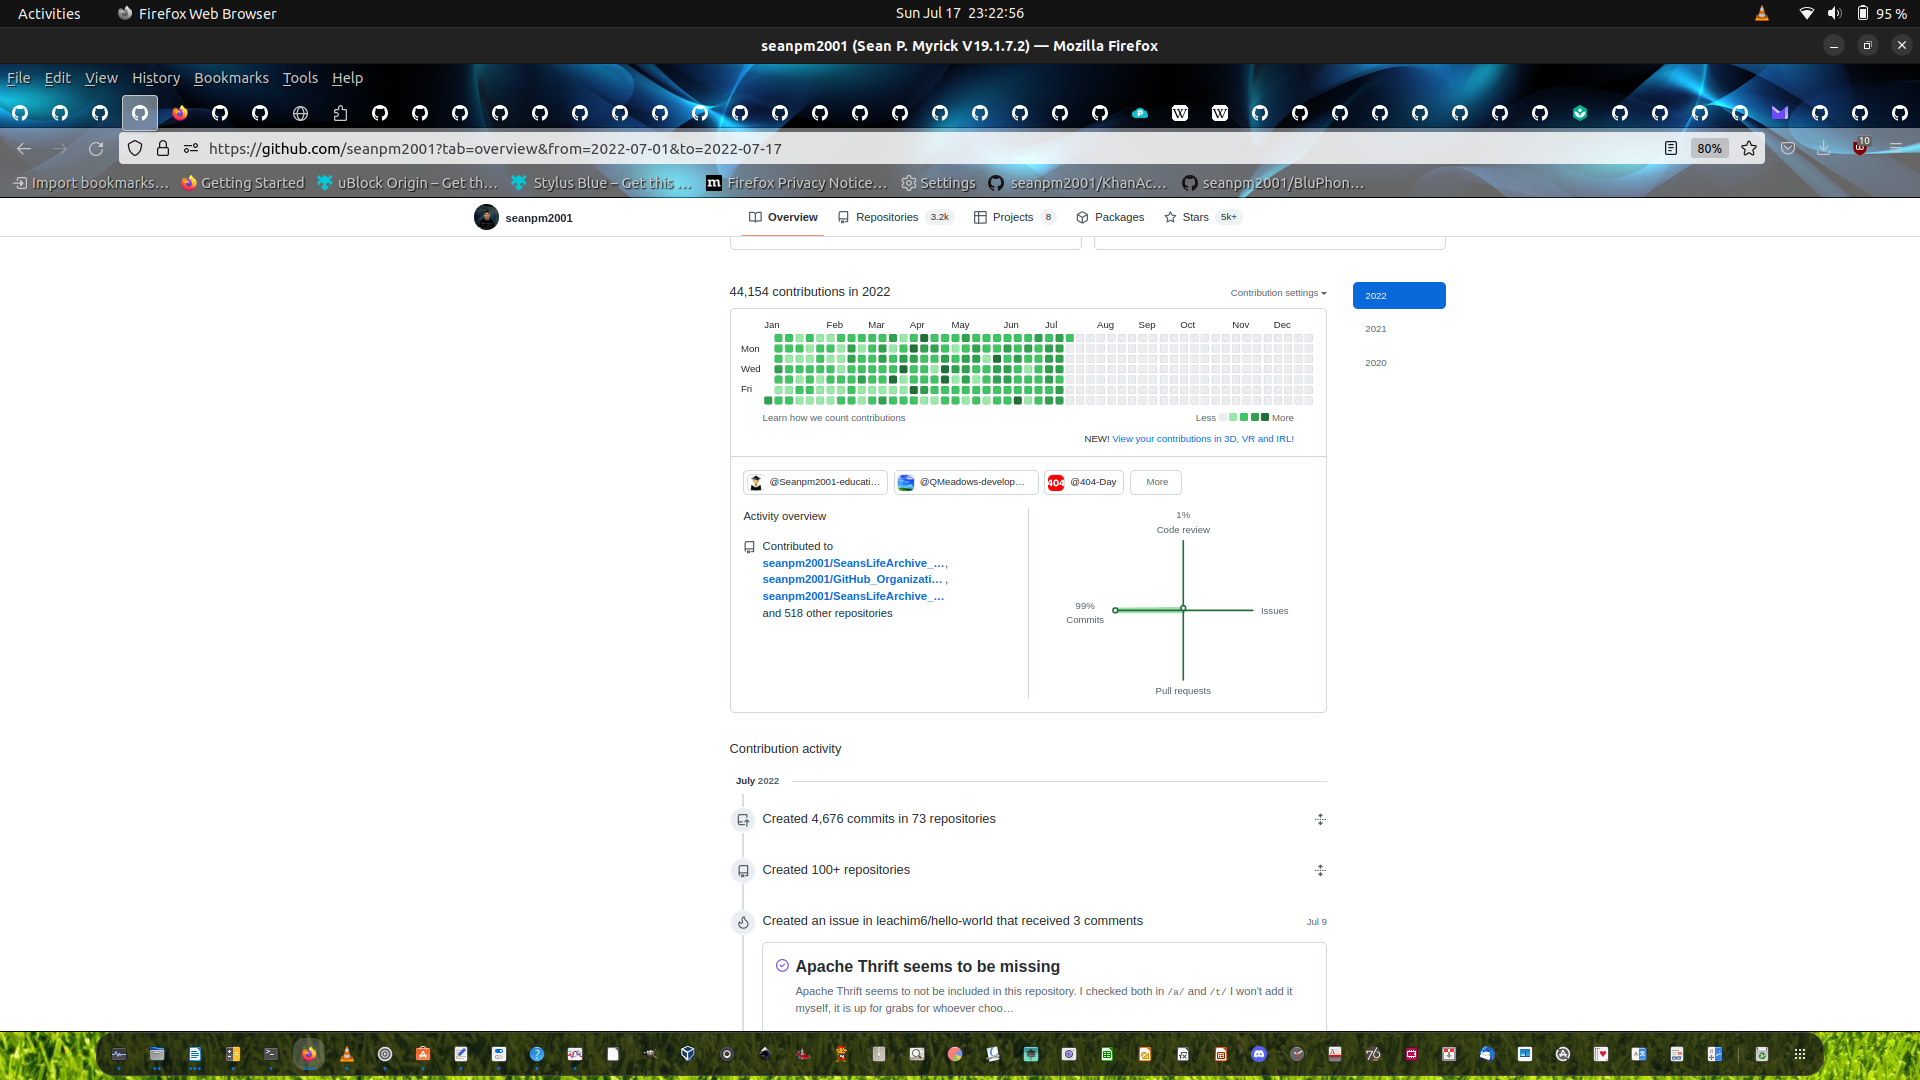 Activities
Firefox Web Browser
Sun Jul 17 23:22:56
95 %
seanpm2001 (Sean P. Myrick V19.1.7.2) — Mozilla Firefox
File Edit View History Bookmarks Tools Help
https://github.com/seanpm2001?tab=overview&from=2022-07-01&to=2022-07-17
80%
10
Import bookmarks… Getting Started uBlock Origin – Get th… Stylus Blue – Get this … Firefox Privacy Notice… Settings seanpm2001/KhanAc… seanpm2001/BluPhon…
seanpm2001
Overview Repositories 3.2k Projects 8 Packages Stars 5k+
44,154 contributions in 2022
Contribution settings
2022
2021
2020
Jan Feb Mar Apr May Jun Jul Aug Sep Oct Nov Dec
Mon
Wed
Fri
Learn how we count contributions
Less More
NEW! View your contributions in 3D, VR and IRL!
@Seanpm2001-educati… @QMeadows-develop… 404 @404-Day More
Activity overview
Contributed to
seanpm2001/SeansLifeArchive_…,
seanpm2001/GitHub_Organizati… ,
seanpm2001/SeansLifeArchive_…
and 518 other repositories
1%
Code review
99%
Commits
Issues
Pull requests
Contribution activity
July 2022
Created 4,676 commits in 73 repositories
Created 100+ repositories
Created an issue in leachim6/hello-world that received 3 comments
Jul 9
Apache Thrift seems to be missing
Apache Thrift seems to not be included in this repository. I checked both in /a/ and /t/ I won't add it
myself, it is up for grabs for whoever choo…